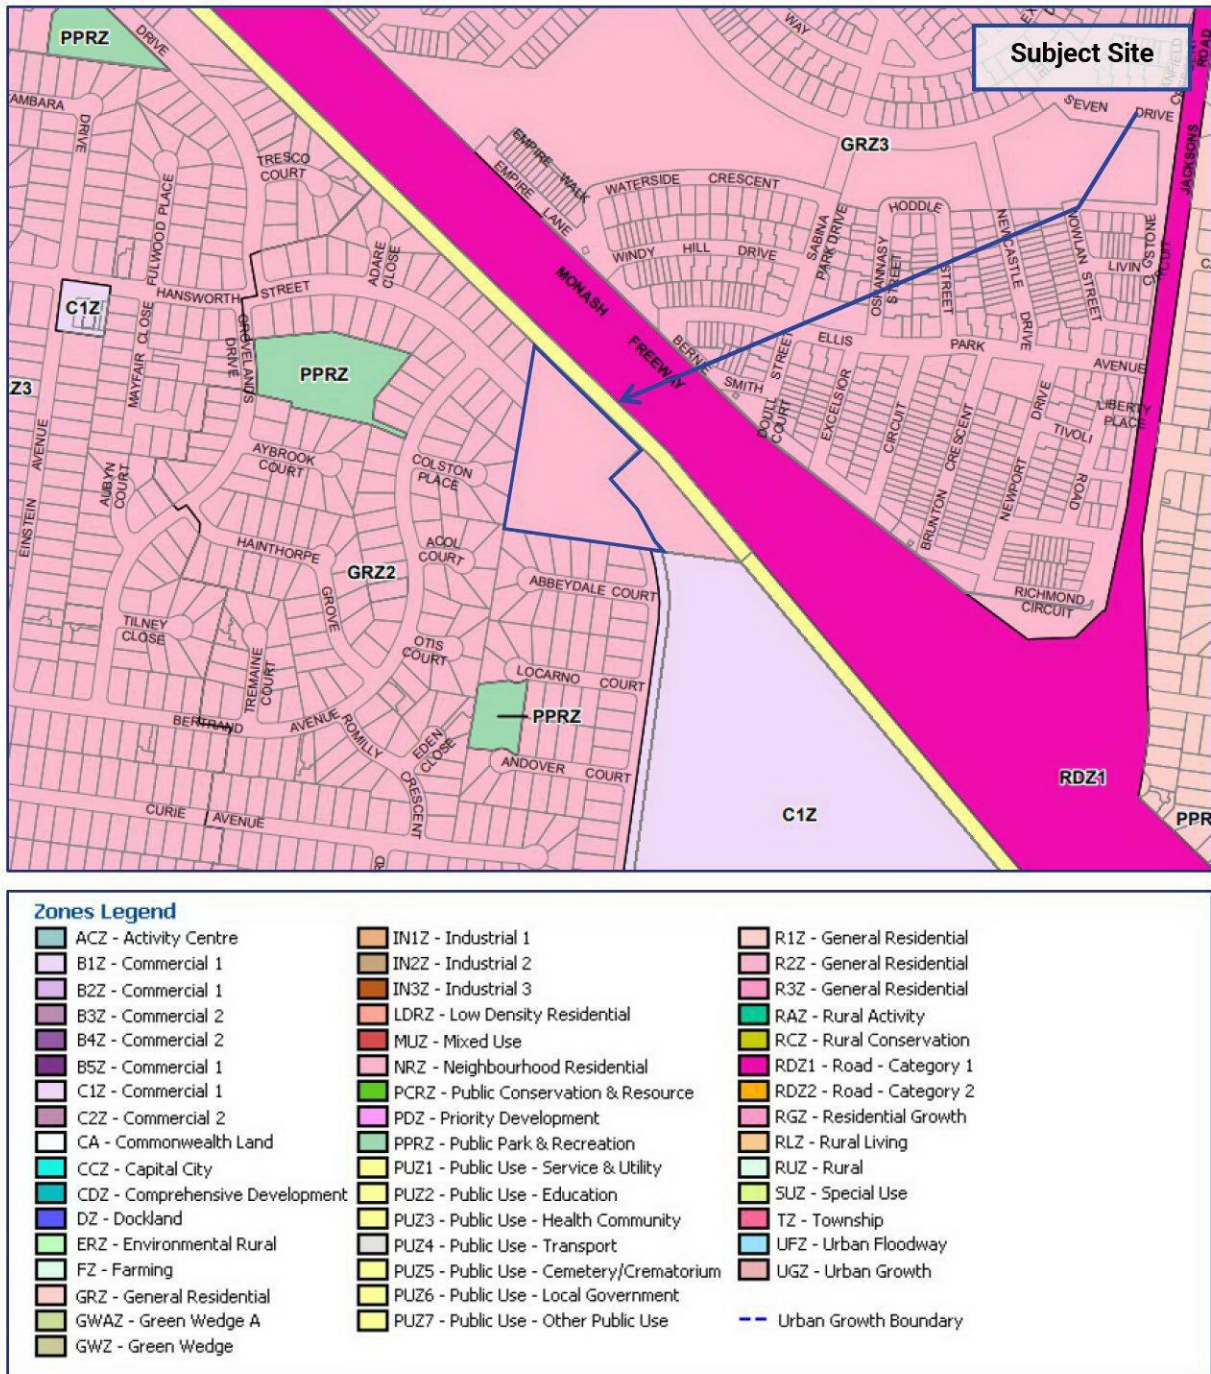 PPRZ
DRIVE
WAY
Subject Site
ROAD
SEVEN DRIVE
AMBARA
DRIVE
TRESCO
COURT
FULWOOD PLACE
EMPIRE WALK
EMPIRE LANE
GRZ3
JACKSONS
WATERSIDE CRESCENT
HODDLE
STREET
SABINA
PARK DRIVE
OSHANNASY
STREET
NEWCASTLE
DRIVE
NOWLAN STREET
LIVIN
GSTONE
CIRCUIT
WINDY HILL DRIVE
ADARE
CLOSE
HANSWORTH STREET
C1Z
MONASH
FREEWAY
MAYFAIR CLOSE
GROVELANDS
DRIVE
PPRZ
Z3
BERNIE
SMITH
STREET
ELLIS PARK AVENUE
DOULL
COURT
EXCELSIOR
CIRCUIT
CRESCENT
BRUNTON
NEWPORT
DRIVE
LIBERTY
PLACE
TIVOLI
ROAD
EINSTEIN
AVENUE
AUBYN
COURT
AYBROOK
COURT
COLSTON
PLACE
HAINTHORPE
GROVE
GRZ2
ACOL
COURT
ABBEYDALE COURT
RICHMOND
CIRCUIT
TILNEY
CLOSE
TREMAINE
COURT
OTIS
COURT
LOCARNO COURT
PPRZ
BERTRAND AVENUE
ROMILLY
CRESCENT
EDEN
CLOSE
ANDOVER COURT
RDZ1
C1Z
PPR
CURIE AVENUE
RD
Zones Legend
ACZ - Activity Centre
B1Z - Commercial 1
B2Z - Commercial 1
B3Z - Commercial 2
B4Z - Commercial 2
B5Z - Commercial 1
C1Z - Commercial 1
C2Z - Commercial 2
CA - Commonwealth Land
CCZ - Capital City
CDZ - Comprehensive Development
DZ - Dockland
ERZ - Environmental Rural
FZ - Farming
GRZ - General Residential
GWAZ - Green Wedge A
GWZ - Green Wedge
IN1Z - Industrial 1
IN2Z - Industrial 2
IN3Z - Industrial 3
LDRZ - Low Density Residential
MUZ - Mixed Use
NRZ - Neighbourhood Residential
PCRZ - Public Conservation & Resource
PDZ - Priority Development
PPRZ - Public Park & Recreation
PUZ1 - Public Use - Service & Utility
PUZ2 - Public Use - Education
PUZ3 - Public Use - Health Community
PUZ4 - Public Use - Transport
PUZ5 - Public Use - Cemetery/Crematorium
PUZ6 - Public Use - Local Government
PUZ7 - Public Use - Other Public Use
R1Z - General Residential
R2Z - General Residential
R3Z - General Residential
RAZ - Rural Activity
RCZ - Rural Conservation
RDZ1 - Road - Category 1
RDZ2 - Road - Category 2
RGZ - Residential Growth
RLZ - Rural Living
RUZ - Rural
SUZ - Special Use
TZ - Township
UFZ - Urban Floodway
UGZ - Urban Growth
Urban Growth Boundary